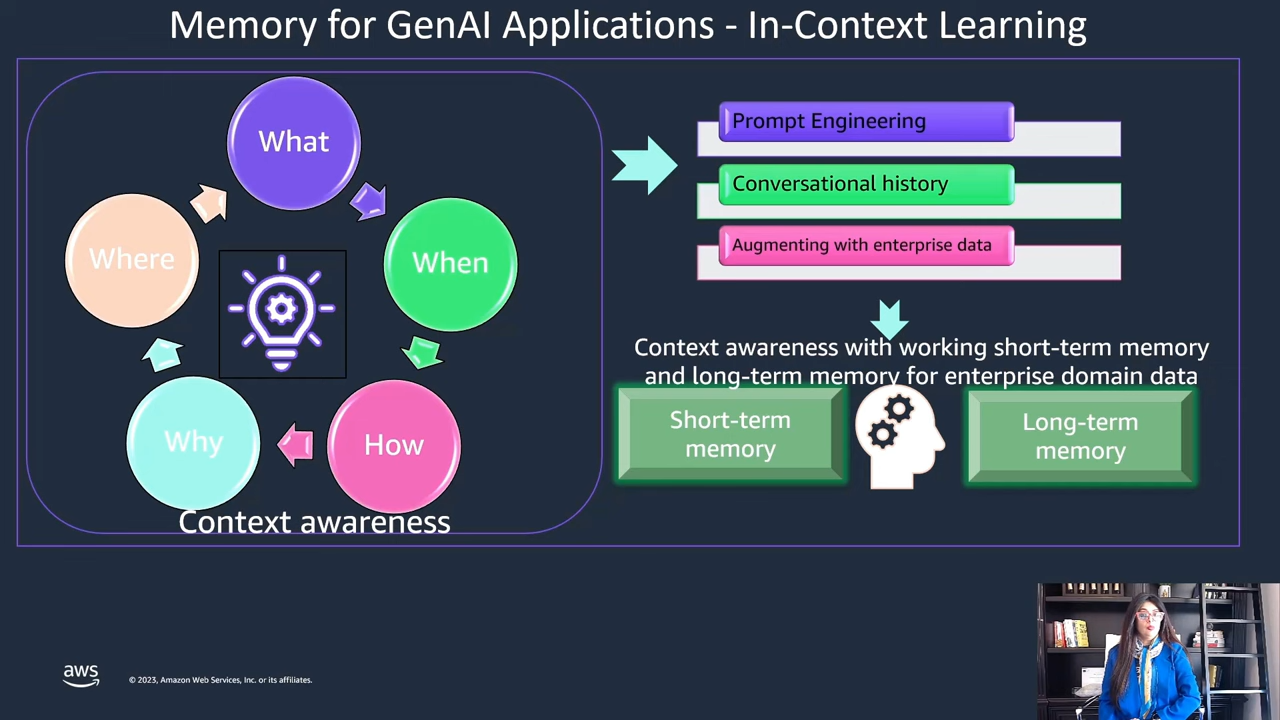 Memory for GenAI Applications - In-Context Learning
What
When
How
Why
Where
Context awareness
Prompt Engineering
Conversational history
Augmenting with enterprise data
Context awareness with working short-term memory
and long-term memory for enterprise domain data
Short-term
memory
Long-term
memory
aws
© 2023, Amazon Web Services, Inc. or its affiliates.